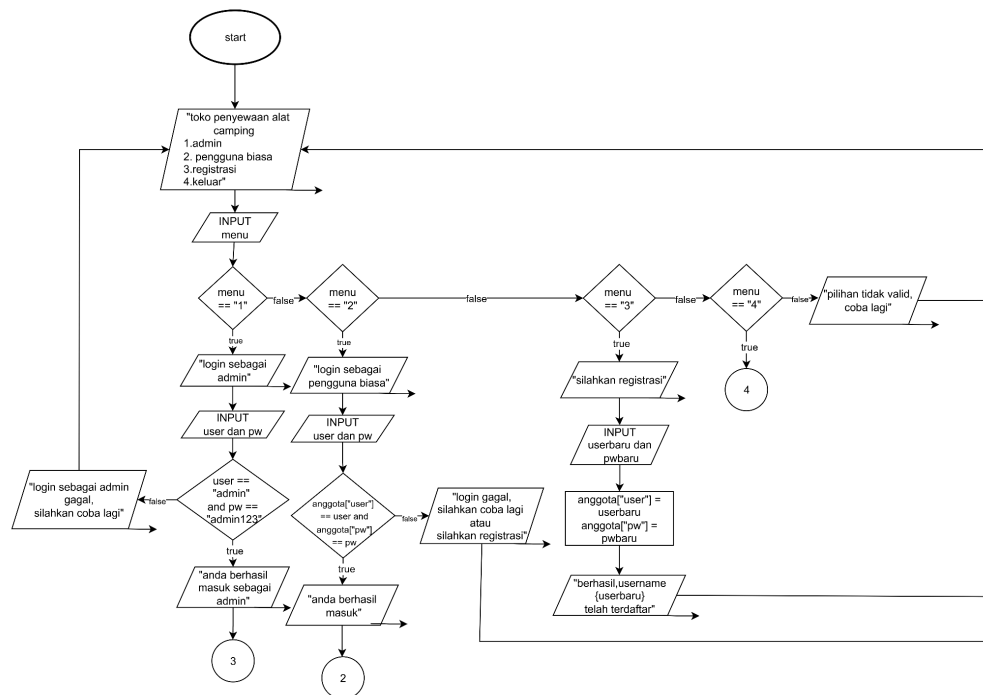 start
"toko penyewaan alat
camping
1.admin
2. pengguna biasa
3.registrasi
4.keluar"
INPUT
menu
menu
== "1"
false
menu
== "2"
false
menu
== "3"
false
menu
== "4"
false
"pilihan tidak valid,
coba lagi"
true
true
true
true
"login sebagai
admin"
"login sebagai
pengguna biasa"
"silahkan registrasi"
4
INPUT
user dan pw
INPUT
user dan pw
INPUT
userbaru dan
pwbaru
"login sebagai admin
gagal,
silahkan coba lagi"
false
user ==
"admin"
and pw ==
"admin123"
anggota["user"]
== user and
anggota["pw"]
== pw
false
"login gagal,
silahkan coba lagi
atau
silahkan registrasi"
anggota["user"] =
userbaru
anggota["pw"] =
pwbaru
true
true
"anda berhasil
masuk sebagai
admin"
"anda berhasil
masuk"
"berhasil,username
{userbaru}
telah terdaftar"
3
2